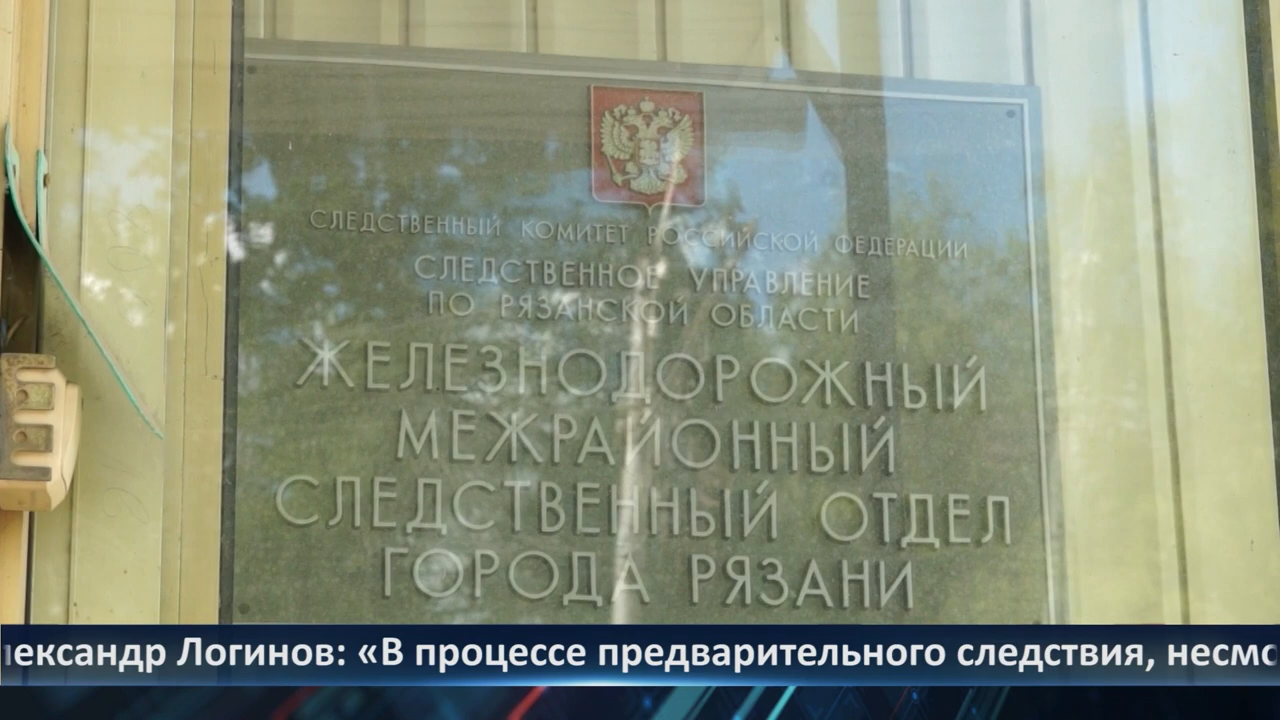 СЛЕДСТВЕННЫЙ КОМИТЕТ РОССИЙСКОЙ ФЕДЕРАЦИИ
СЛЕДСТВЕННОЕ УПРАВЛЕНИЕ
ПО РЯЗАНСКОЙ ОБЛАСТИ
ЖЕЛЕЗНОДОРОЖНЫЙ
МЕЖРАЙОННЫЙ
СЛЕДСТВЕННЫЙ ОТДЕЛ
ГОРОДА РЯЗАНИ
лександр Логинов: «В процессе предварительного следствия, несмо